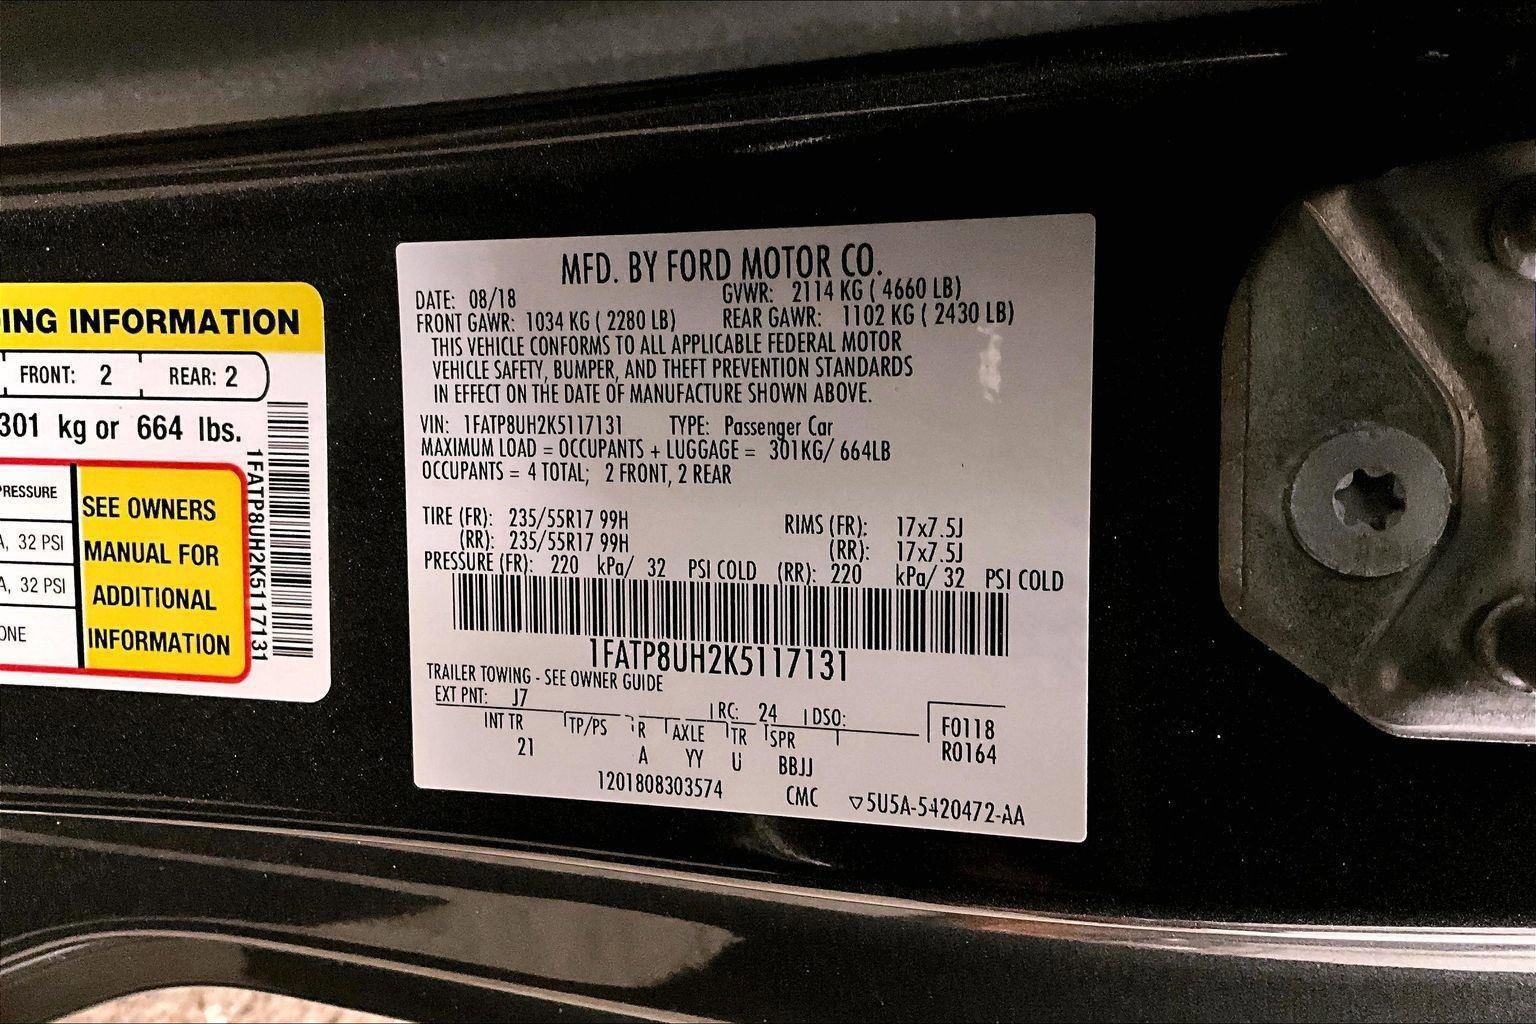 ING INFORMATION
FRONT: 2 REAR: 2
301 kg or 664 lbs.
PRESSURE
A, 32 PSI
A, 32 PSI
ONE
SEE OWNERS
MANUAL FOR
ADDITIONAL
INFORMATION
1FATP8UH2K5117131
MFD. BY FORD MOTOR CO.
DATE: 08/18 GVWR: 2114 KG ( 4660 LB)
FRONT GAWR: 1034 KG ( 2280 LB) REAR GAWR: 1102 KG ( 2430 LB)
THIS VEHICLE CONFORMS TO ALL APPLICABLE FEDERAL MOTOR
VEHICLE SAFETY, BUMPER, AND THEFT PREVENTION STANDARDS
IN EFFECT ON THE DATE OF MANUFACTURE SHOWN ABOVE.
VIN: 1FATP8UH2K5117131 TYPE: Passenger Car
MAXIMUM LOAD = OCCUPANTS + LUGGAGE = 301KG/ 664LB
OCCUPANTS = 4 TOTAL; 2 FRONT, 2 REAR
TIRE (FR): 235/55R17 99H RIMS (FR): 17x7.5J
(RR): 235/55R17 99H (RR): 17x7.5J
PRESSURE (FR): 220 kPa/ 32 PSI COLD (RR): 220 kPa/ 32 PSI COLD
1FATP8UH2K5117131
TRAILER TOWING - SEE OWNER GUIDE
EXT PNT: J7 RC: 24 DSO: F0118
INT TR TP/PS R AXLE TR SPR R0164
21 A YY U BBJJ
1201808303574 CMC ▽5U5A-5420472-AA